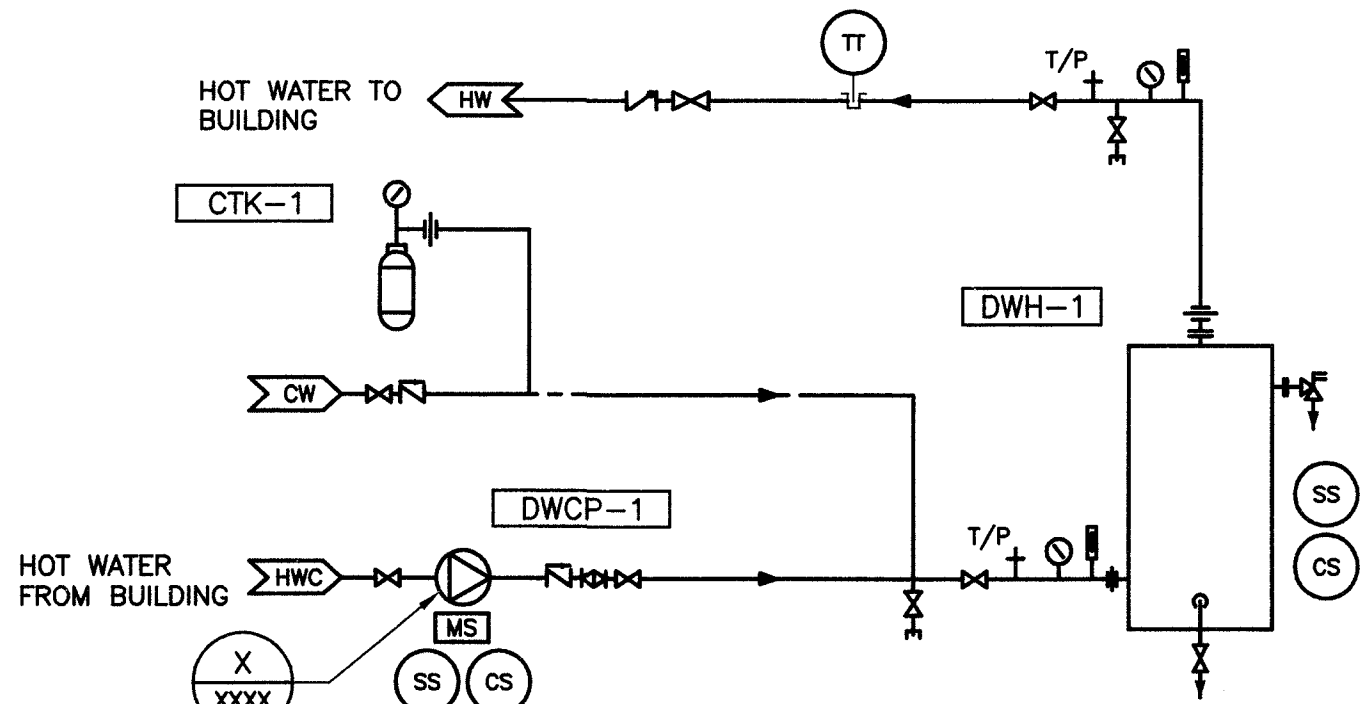 TT
T/P
HOT WATER TO
BUILDING
HW
CTK-1
DWH-1
CW
DWCP-1
SS
T/P
HOT WATER
FROM BUILDING
HWC
CS
MS
X
XXXX
SS
CS